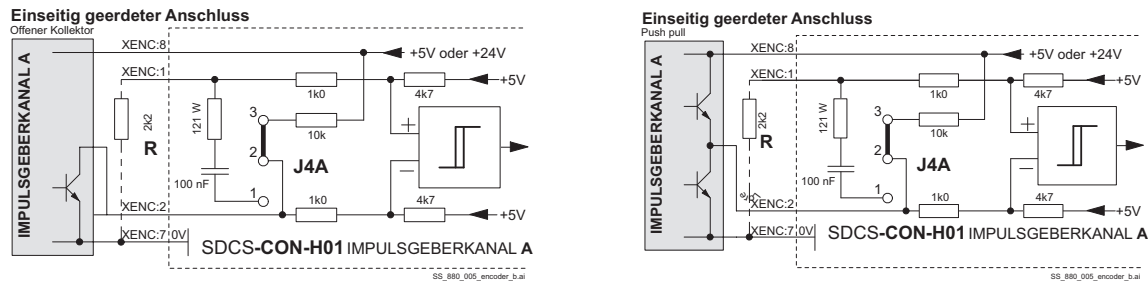 Einseitig geerdeter Anschluss
Offener Kollektor
IMPULSGEBERKANAL A
XENC:8
+5V oder +24V
XENC:1
+5V
1k0
4k7
2k2
R
121 W
3
10k
2
J4A
+
−
100 nF
1
1k0
4k7
XENC:2
+5V
XENC:7
0V
SDCS-CON-H01 IMPULSGEBERKANAL A
SS_880_005_encoder_b.ai
Einseitig geerdeter Anschluss
Push pull
IMPULSGEBERKANAL A
XENC:8
+5V oder +24V
XENC:1
+5V
1k0
4k7
2k2
R
121 W
3
10k
2
J4A
+
−
100 nF
1
1k0
4k7
XENC:2
+5V
XENC:7
0V
SDCS-CON-H01 IMPULSGEBERKANAL A
SS_880_005_encoder_b.ai